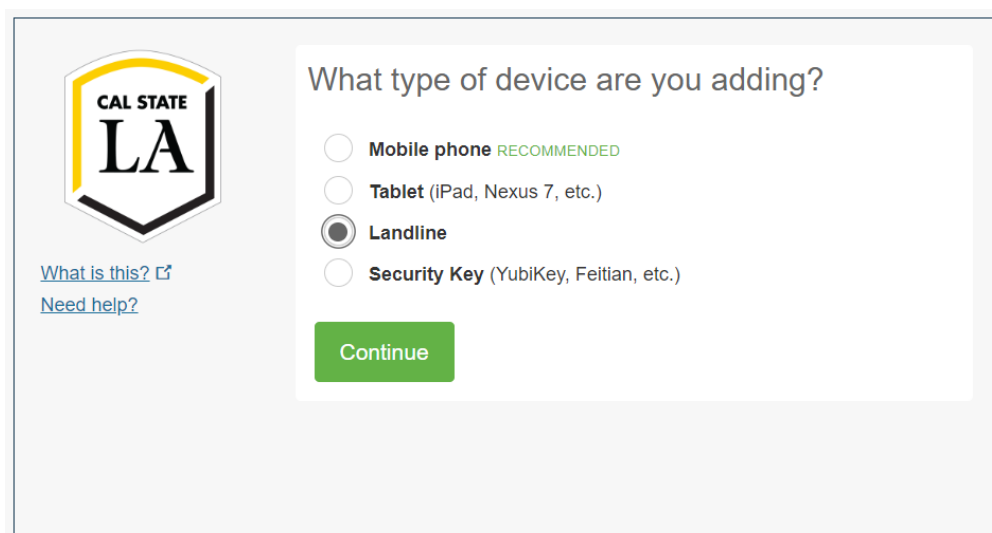 CAL STATE
LA
What is this?
Need help?
What type of device are you adding?
Mobile phone RECOMMENDED
Tablet (iPad, Nexus 7, etc.)
Landline
Security Key (YubiKey, Feitian, etc.)
Continue